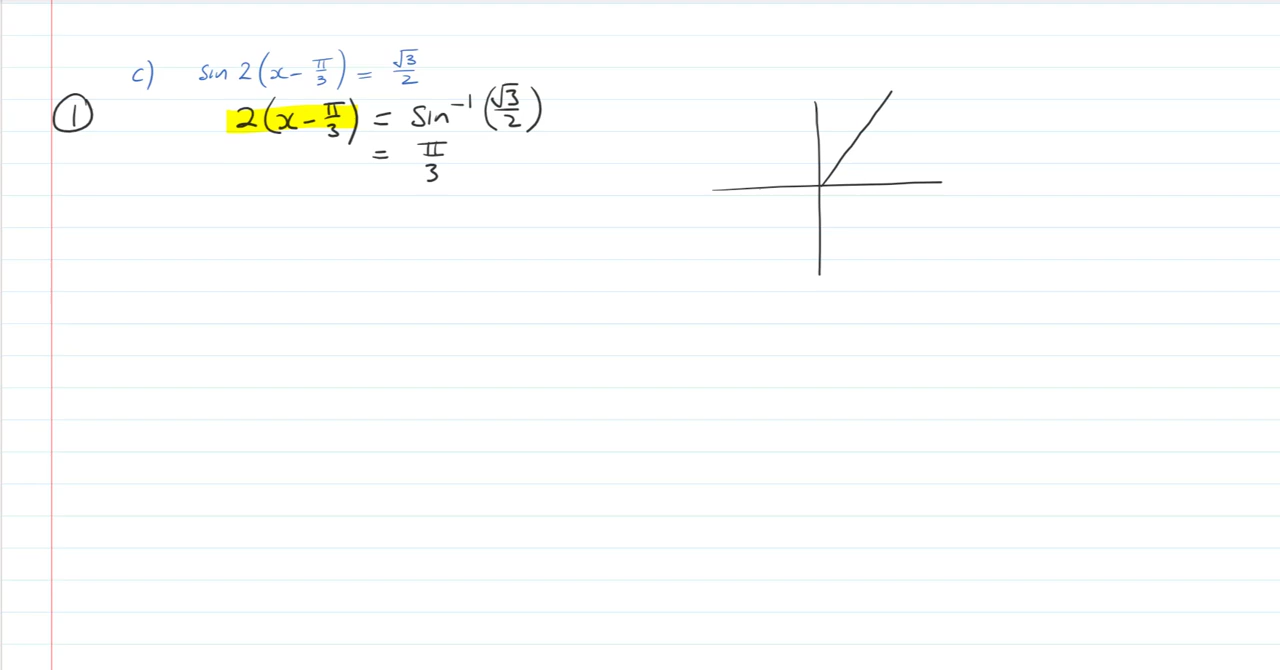 c) sin 2(x - π/3) = √3/2
① 2(x - π/3) = sin⁻¹(√3/2)
= π/3